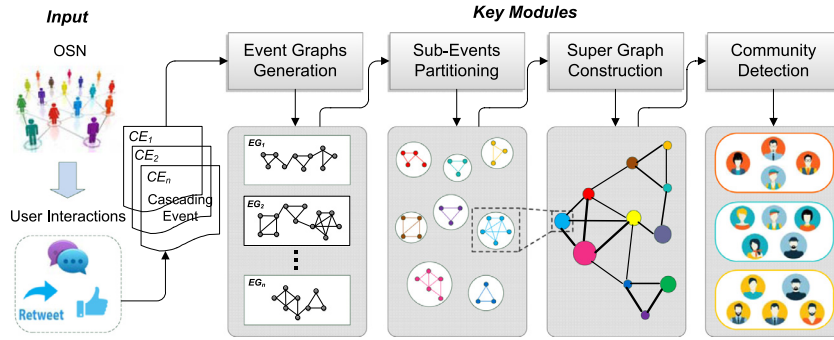 Input
Key Modules
OSN
Event Graphs
Generation
Sub-Events
Partitioning
Super Graph
Construction
Community
Detection
CE1
CE2
CEn
Cascading
Event
User Interactions
Retweet
EG1
EG2
EGn